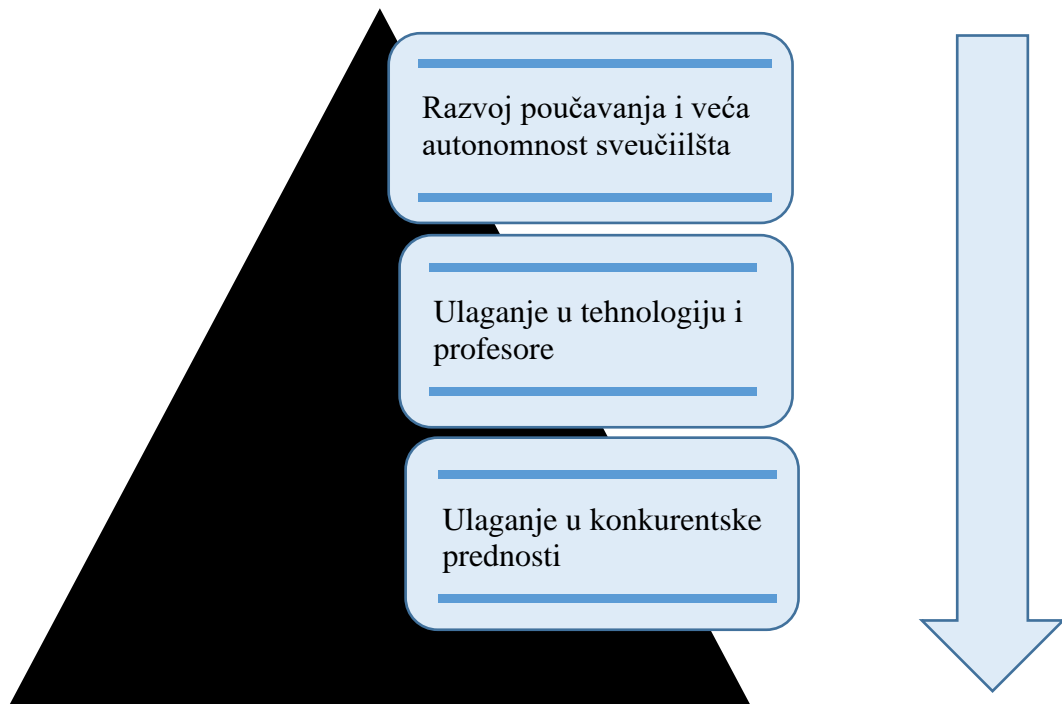 Razvoj poučavanja i veća
autonomnost sveučiilšta
Ulaganje u tehnologiju i
profesore
Ulaganje u konkurentske
prednosti